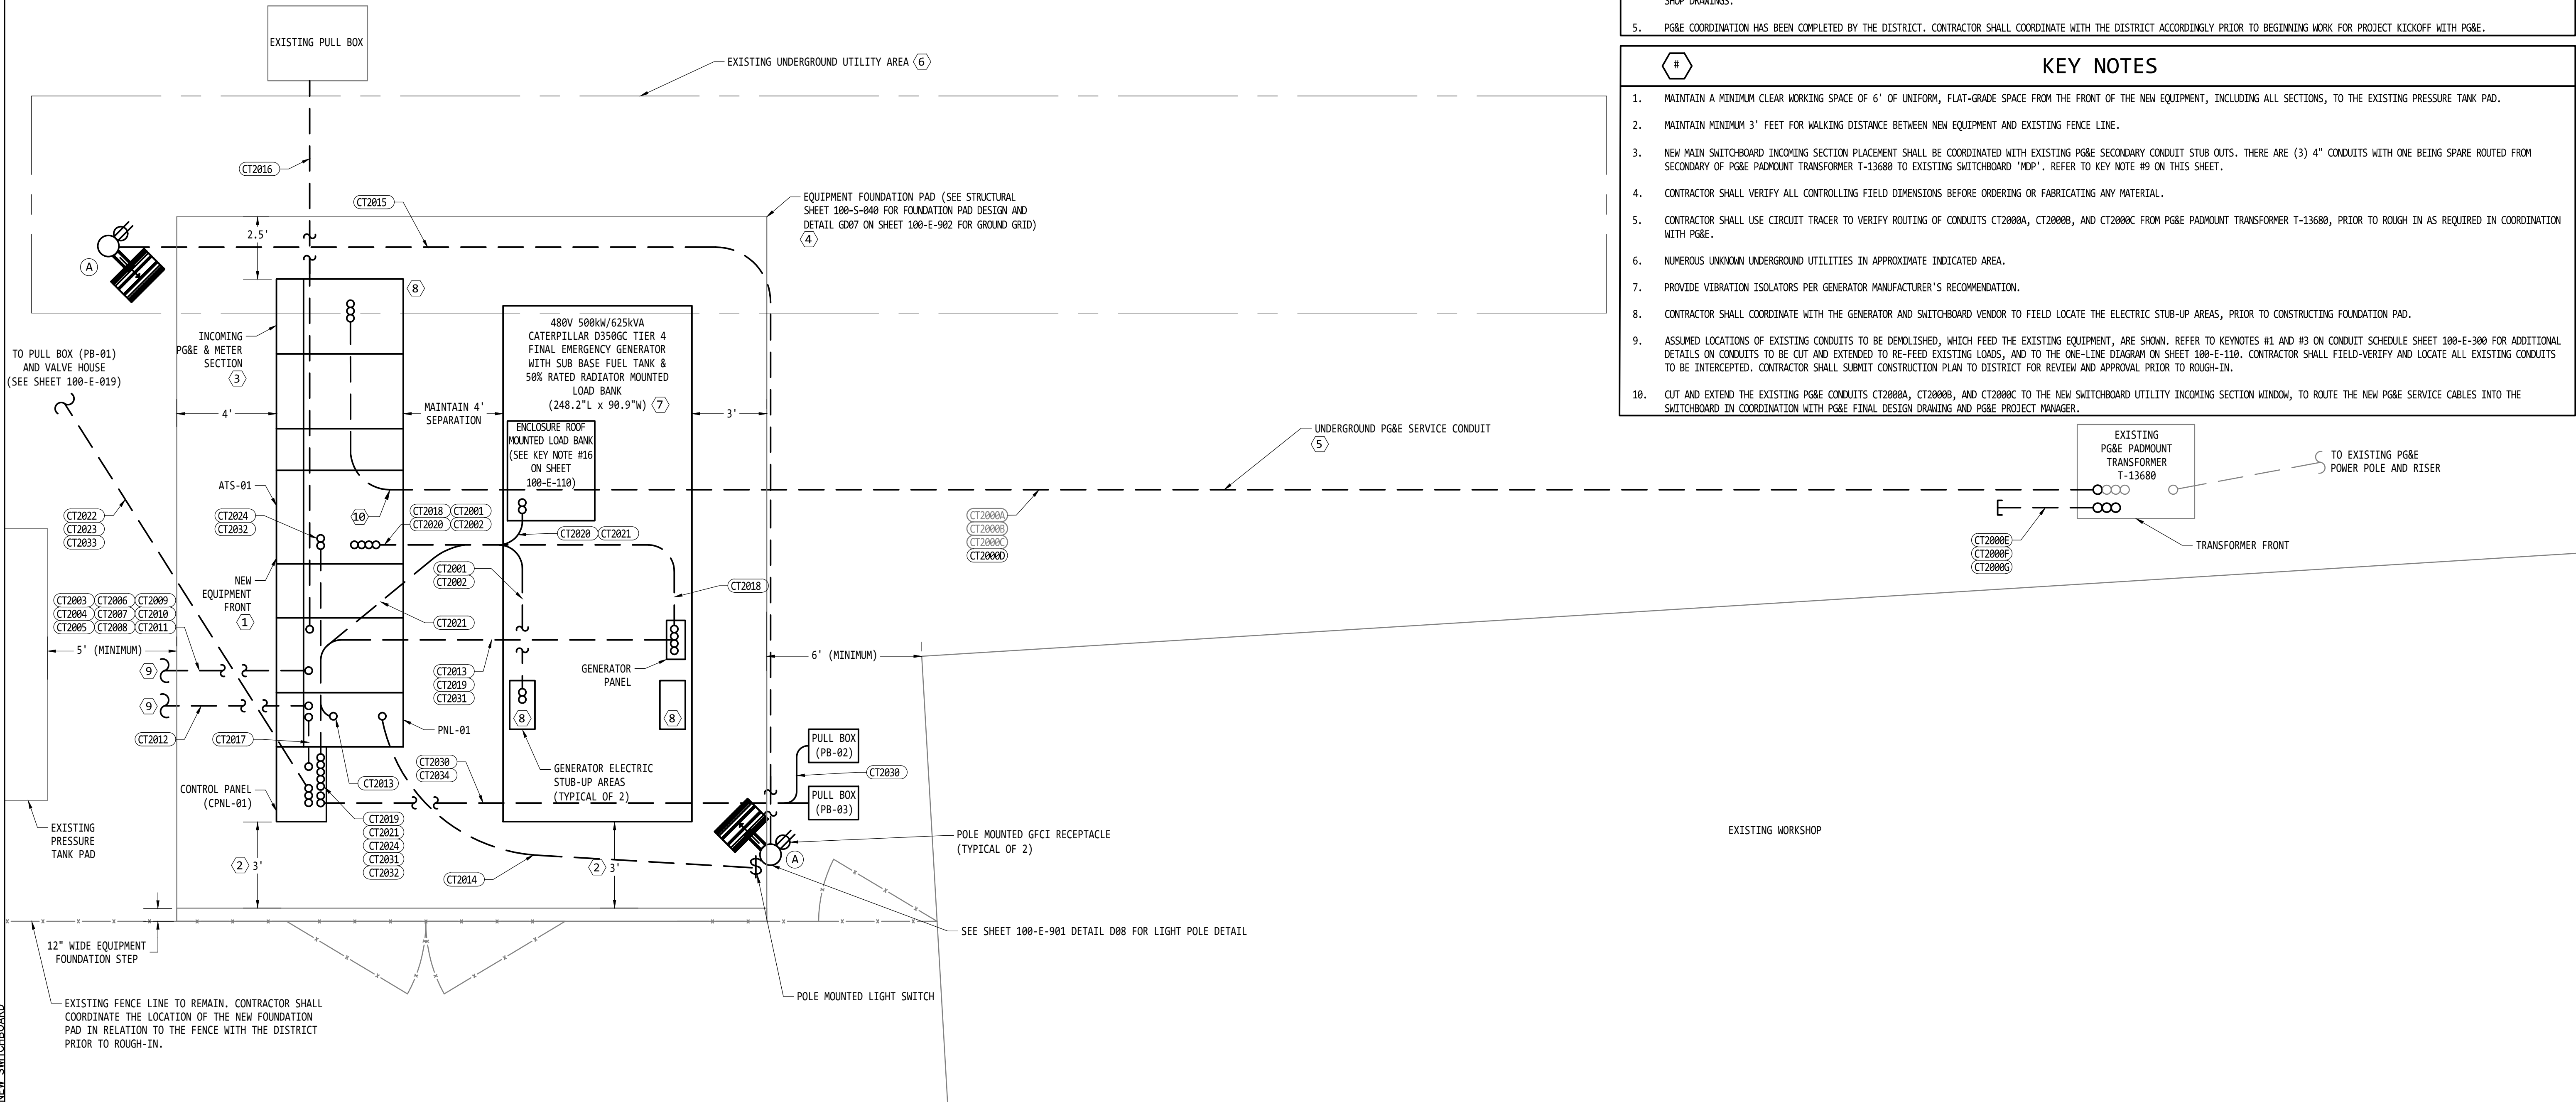 SHOP DRAWINGS.
5. PG&E COORDINATION HAS BEEN COMPLETED BY THE DISTRICT. CONTRACTOR SHALL COORDINATE WITH THE DISTRICT ACCORDINGLY PRIOR TO BEGINNING WORK FOR PROJECT KICKOFF WITH PG&E.
# KEY NOTES
1. MAINTAIN A MINIMUM CLEAR WORKING SPACE OF 6' OF UNIFORM, FLAT-GRADE SPACE FROM THE FRONT OF THE NEW EQUIPMENT, INCLUDING ALL SECTIONS, TO THE EXISTING PRESSURE TANK PAD.
2. MAINTAIN MINIMUM 3' FEET FOR WALKING DISTANCE BETWEEN NEW EQUIPMENT AND EXISTING FENCE LINE.
3. NEW MAIN SWITCHBOARD INCOMING SECTION PLACEMENT SHALL BE COORDINATED WITH EXISTING PG&E SECONDARY CONDUIT STUB OUTS. THERE ARE (3) 4" CONDUITS WITH ONE BEING SPARE ROUTED FROM
SECONDARY OF PG&E PADMOUNT TRANSFORMER T-13680 TO EXISTING SWITCHBOARD 'MDP'. REFER TO KEY NOTE #9 ON THIS SHEET.
4. CONTRACTOR SHALL VERIFY ALL CONTROLLING FIELD DIMENSIONS BEFORE ORDERING OR FABRICATING ANY MATERIAL.
5. CONTRACTOR SHALL USE CIRCUIT TRACER TO VERIFY ROUTING OF CONDUITS CT2000A, CT2000B, AND CT2000C FROM PG&E PADMOUNT TRANSFORMER T-13680, PRIOR TO ROUGH IN AS REQUIRED IN COORDINATION
WITH PG&E.
6. NUMEROUS UNKNOWN UNDERGROUND UTILITIES IN APPROXIMATE INDICATED AREA.
7. PROVIDE VIBRATION ISOLATORS PER GENERATOR MANUFACTURER'S RECOMMENDATION.
8. CONTRACTOR SHALL COORDINATE WITH THE GENERATOR AND SWITCHBOARD VENDOR TO FIELD LOCATE THE ELECTRIC STUB-UP AREAS, PRIOR TO CONSTRUCTING FOUNDATION PAD.
9. ASSUMED LOCATIONS OF EXISTING CONDUITS TO BE DEMOLISHED, WHICH FEED THE EXISTING EQUIPMENT, ARE SHOWN. REFER TO KEYNOTES #1 AND #3 ON CONDUIT SCHEDULE SHEET 100-E-300 FOR ADDITIONAL
DETAILS ON CONDUITS TO BE CUT AND EXTENDED TO RE-FEED EXISTING LOADS, AND TO THE ONE-LINE DIAGRAM ON SHEET 100-E-110. CONTRACTOR SHALL FIELD-VERIFY AND LOCATE ALL EXISTING CONDUITS
TO BE INTERCEPTED. CONTRACTOR SHALL SUBMIT CONSTRUCTION PLAN TO DISTRICT FOR REVIEW AND APPROVAL PRIOR TO ROUGH-IN.
10. CUT AND EXTEND THE EXISTING PG&E CONDUITS CT2000A, CT2000B, AND CT2000C TO THE NEW SWITCHBOARD UTILITY INCOMING SECTION WINDOW, TO ROUTE THE NEW PG&E SERVICE CABLES INTO THE
SWITCHBOARD IN COORDINATION WITH PG&E FINAL DESIGN DRAWING AND PG&E PROJECT MANAGER.
EXISTING PULL BOX
EXISTING UNDERGROUND UTILITY AREA 6
CT2016
CT2015
EQUIPMENT FOUNDATION PAD (SEE STRUCTURAL
SHEET 100-S-040 FOR FOUNDATION PAD DESIGN AND
DETAIL GD07 ON SHEET 100-E-902 FOR GROUND GRID)
4
2.5'
A
8
INCOMING
PG&E & METER
SECTION
3
TO PULL BOX (PB-01)
AND VALVE HOUSE
(SEE SHEET 100-E-019)
480V 500kW/625kVA
CATERPILLAR D350GC TIER 4
FINAL EMERGENCY GENERATOR
WITH SUB BASE FUEL TANK &
50% RATED RADIATOR MOUNTED
LOAD BANK
(248.2"L x 90.9"W) 7
4'
MAINTAIN 4'
SEPARATION
3'
ENCLOSURE ROOF
MOUNTED LOAD BANK
(SEE KEY NOTE #16
ON SHEET
100-E-110)
UNDERGROUND PG&E SERVICE CONDUIT
5
EXISTING
PG&E PADMOUNT
TRANSFORMER
T-13680
TO EXISTING PG&E
POWER POLE AND RISER
ATS-01
CT2022
CT2023
CT2033
CT2024
CT2032
10
CT2018 CT2001
CT2020 CT2002
CT2020 CT2021
CT2000A
CT2000B
CT2000C
CT2000D
CT2000E
CT2000F
CT2000G
TRANSFORMER FRONT
NEW
EQUIPMENT
FRONT
1
CT2001
CT2002
CT2018
CT2003 CT2006 CT2009
CT2004 CT2007 CT2010
CT2005 CT2008 CT2011
CT2021
5' (MINIMUM)
6' (MINIMUM)
9
CT2013
CT2019
CT2031
GENERATOR
PANEL
9
8
8
CT2012
CT2017
PNL-01
PULL BOX
(PB-02)
CT2030
CT2034
GENERATOR ELECTRIC
STUB-UP AREAS
(TYPICAL OF 2)
CT2030
CT2013
CONTROL PANEL
(CPNL-01)
PULL BOX
(PB-03)
CT2019
CT2021
CT2024
CT2031
CT2032
EXISTING
PRESSURE
TANK PAD
POLE MOUNTED GFCI RECEPTACLE
(TYPICAL OF 2)
EXISTING WORKSHOP
A
2 3'
2 3'
CT2014
12" WIDE EQUIPMENT
FOUNDATION STEP
SEE SHEET 100-E-901 DETAIL D08 FOR LIGHT POLE DETAIL
POLE MOUNTED LIGHT SWITCH
EXISTING FENCE LINE TO REMAIN. CONTRACTOR SHALL
COORDINATE THE LOCATION OF THE NEW FOUNDATION
PAD IN RELATION TO THE FENCE WITH THE DISTRICT
PRIOR TO ROUGH-IN.
NEW SWITCHBOARD